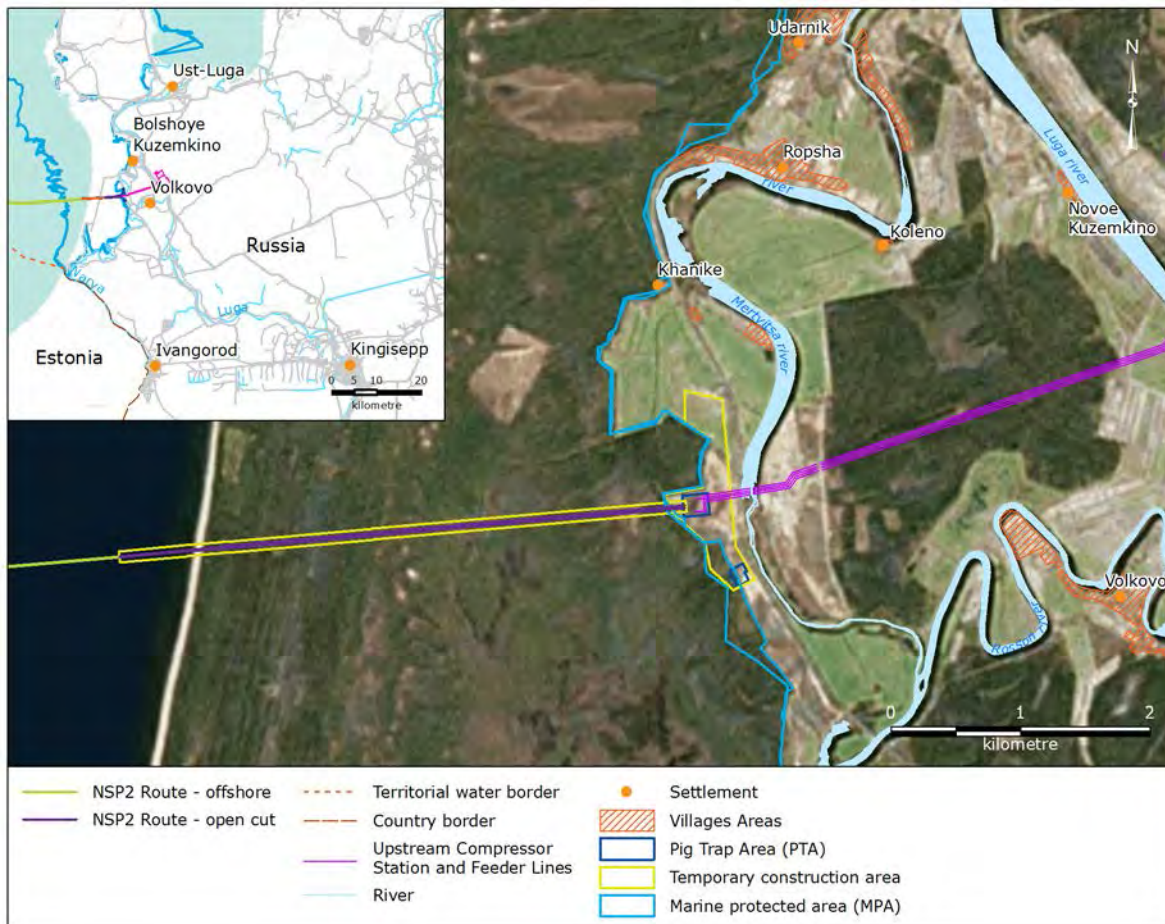 Ust-Luga
Bolshoye
Kuzemkino
Volkovo
Russia
Narva
Luga
Estonia
Ivangorod
Kingisepp
0 5 10 20
kilometre
Udarnik
N
Ropsha
river
Luga river
Novoe
Kuzemkino
Koleno
Khanike
Mertvitsa river
Volkovo
Rosson river
0 1 2
kilometre
NSP2 Route - offshore
NSP2 Route - open cut
Territorial water border
Country border
Upstream Compressor
Station and Feeder Lines
River
Settlement
Villages Areas
Pig Trap Area (PTA)
Temporary construction area
Marine protected area (MPA)